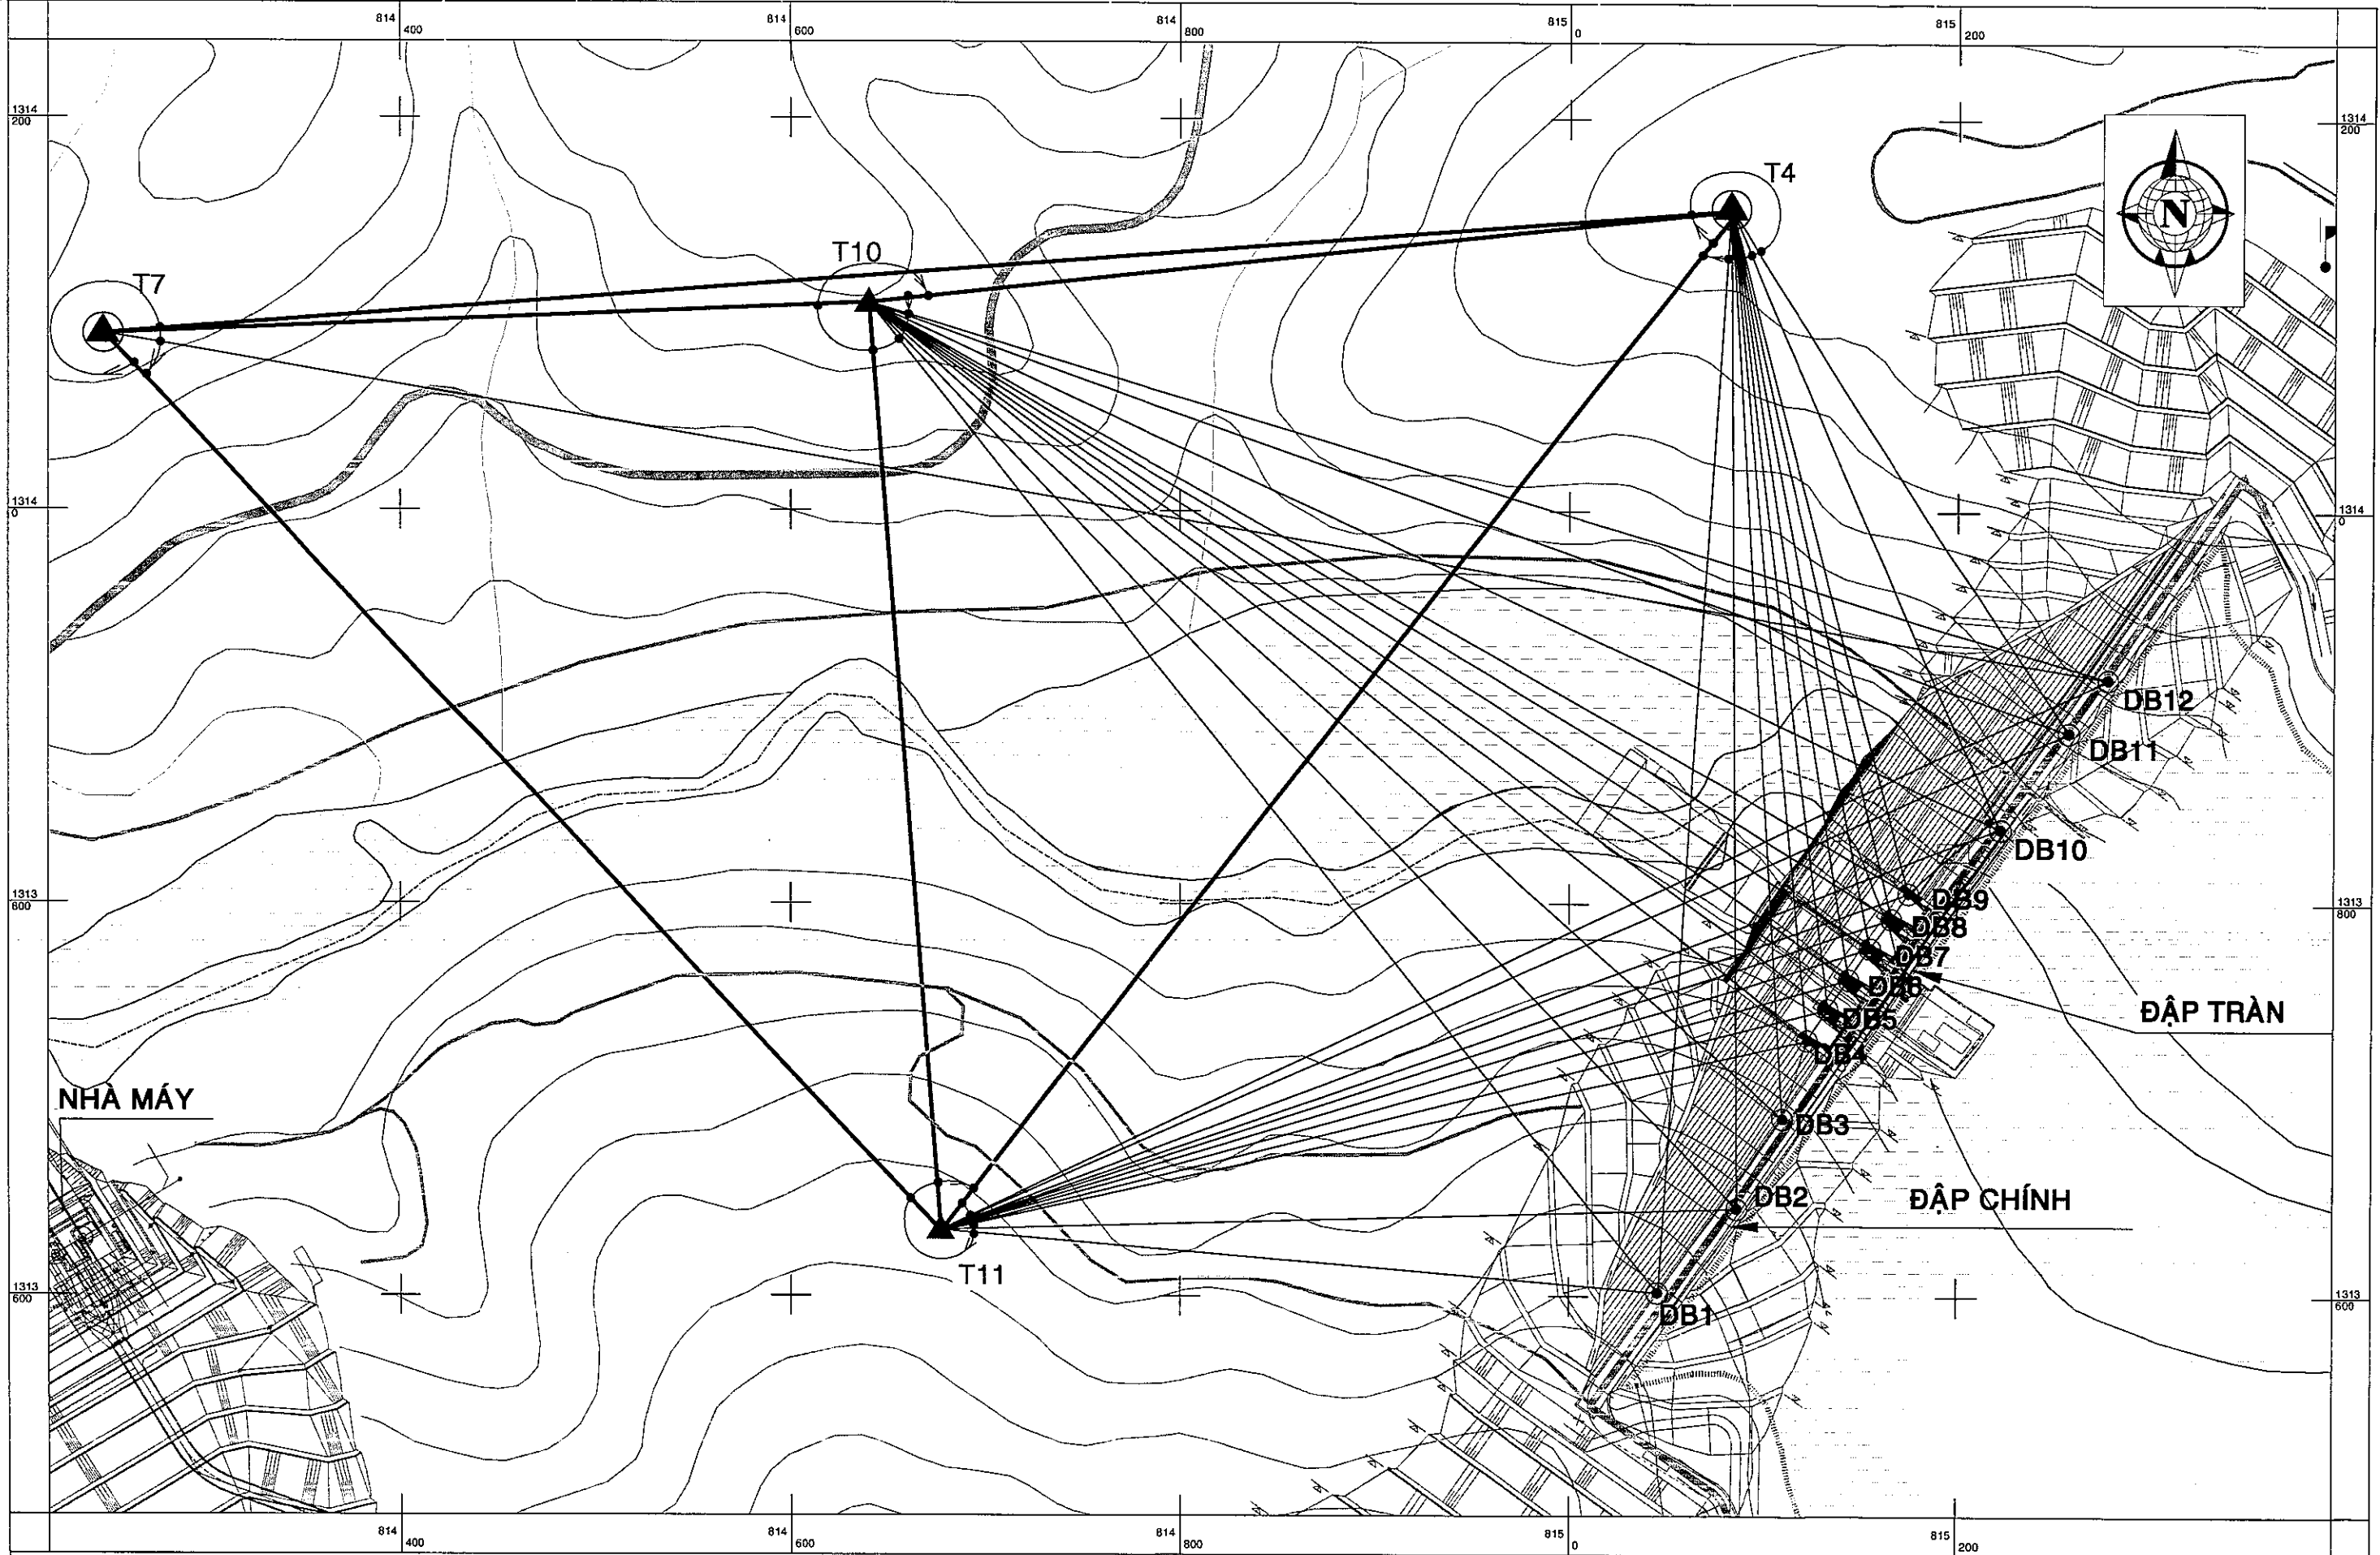 814
400
814
600
814
800
815
0
815
200
1314
200
1314
200
T4
N
T10
T7
1314
0
1314
0
DB12
DB11
DB10
1313
800
DB9
1313
800
DB8
DB7
DB6
ĐẬP TRÀN
DB5
DB4
NHÀ MÁY
DB3
DB2
ĐẬP CHÍNH
T11
1313
600
DB1
1313
600
814
400
814
600
814
800
815
0
815
200